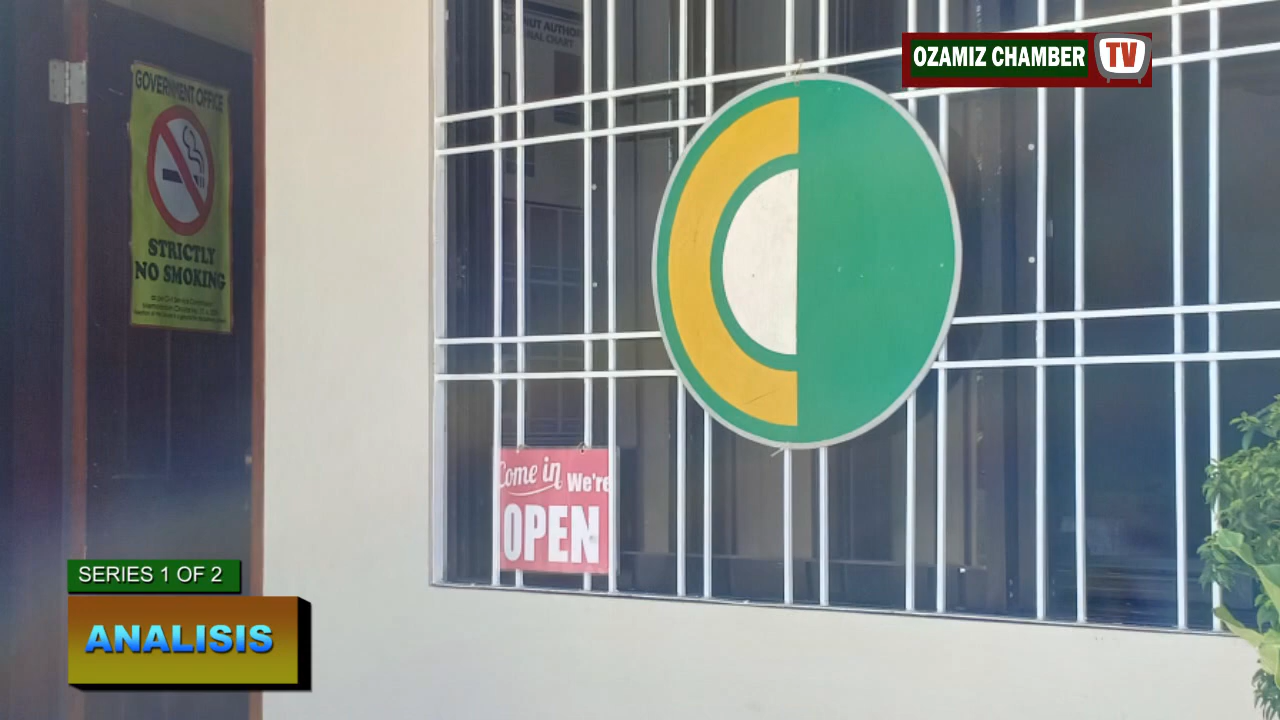 OZAMIZ CHAMBER TV
GOVERNMENT OFFICE
STRICTLY
NO SMOKING
Come in We're
OPEN
SERIES 1 OF 2
ANALISIS